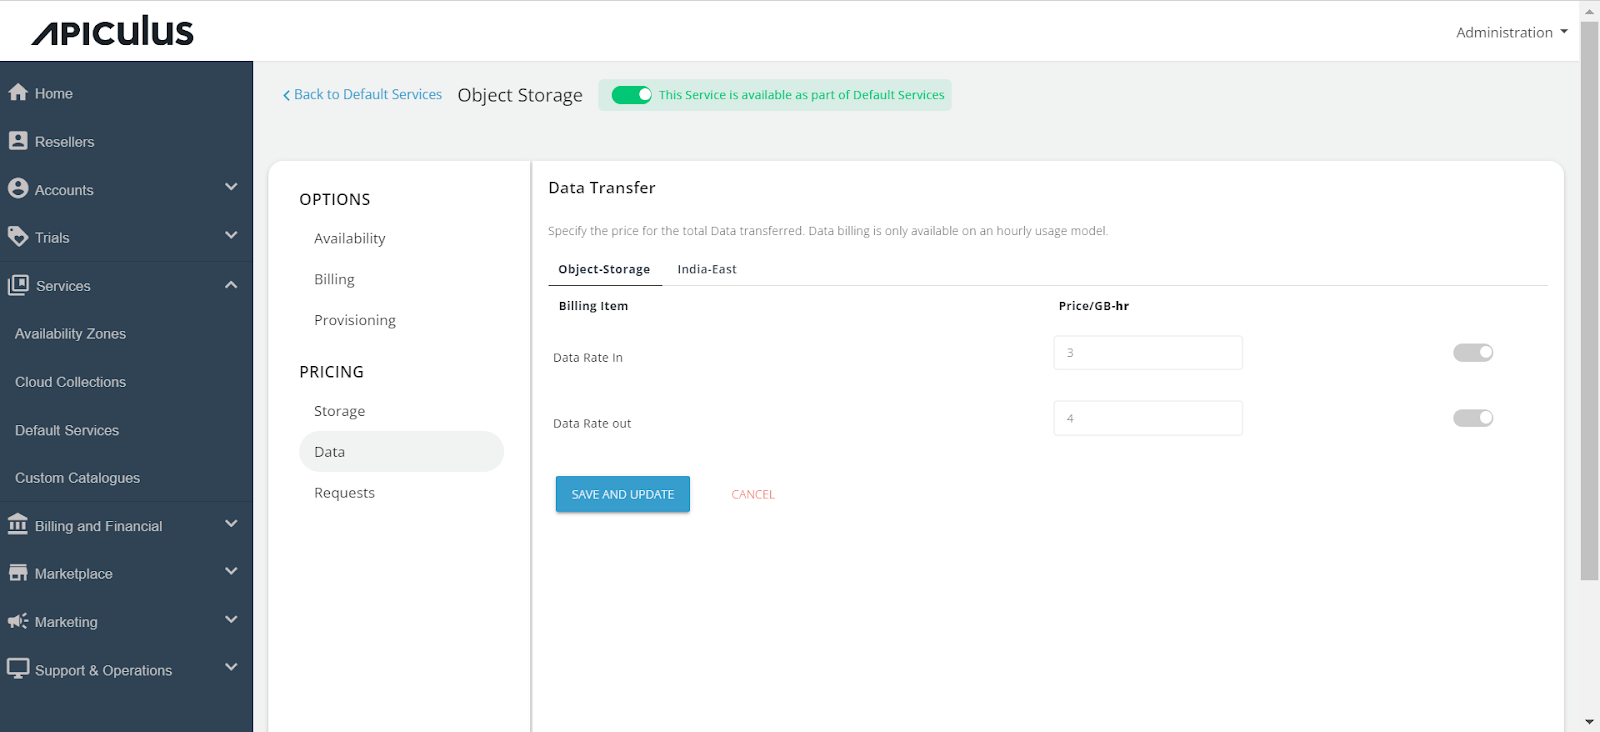 APICULUS
Administration
Home
Resellers
Accounts
Trials
Services
Availability Zones
Cloud Collections
Default Services
Custom Catalogues
Billing and Financial
Marketplace
Marketing
Support & Operations
Back to Default Services
Object Storage
This Service is available as part of Default Services
OPTIONS
Availability
Billing
Provisioning
PRICING
Storage
Data
Requests
Data Transfer
Specify the price for the total Data transferred. Data billing is only available on an hourly usage model.
Object-Storage India-East
Billing Item Price/GB-hr
Data Rate In 3
Data Rate out 4
SAVE AND UPDATE CANCEL